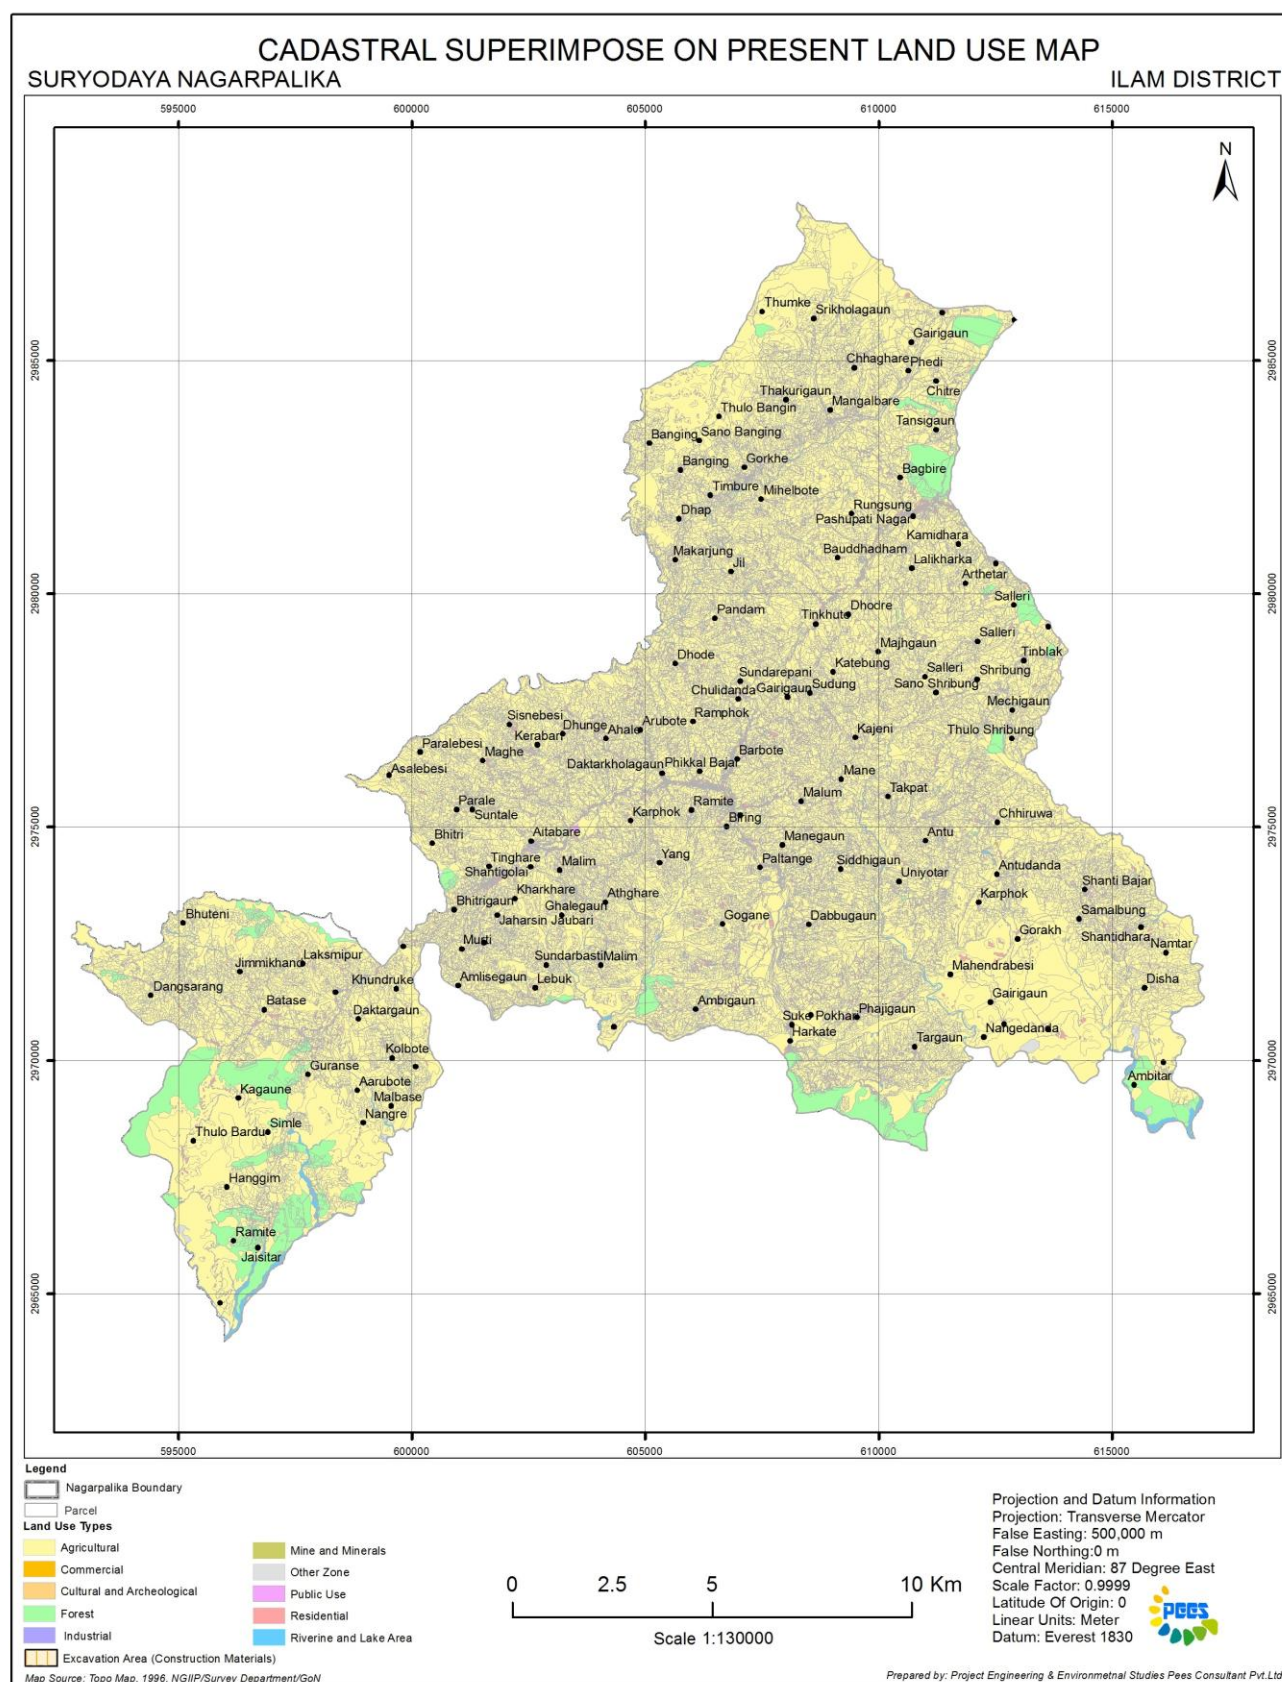 CADASTRAL SUPERIMPOSE ON PRESENT LAND USE MAP
SURYODAYA NAGARPALIKA
ILAM DISTRICT
595000 600000 605000 610000 615000
N
2985000 2985000
2980000 2980000
2975000 2975000
2970000 2970000
2965000 2965000
Thumke
Srikholagaun
Gairigaun
Chhaghare
Phedi
Chitre
Thakurigaun
Mangalbare
Thulo Bangin
Tansigaun
Banging
Sano Banging
Banging
Gorkhe
Bagbire
Timbure
Mihelbote
Dhap
Rungsung
Pashupati Nagar
Kamidhara
Makarjung
Jil
Bauddhadham
Lalikharka
Arthetar
Salleri
Pandam
Tinkhute
Dhodre
Salleri
Majhgaun
Tinblak
Dhode
Sundarepani
Katebung
Salleri
Shribung
Chulidanda
Gairigaun
Sudung
Sano Shribung
Mechigaun
Sisnebesi
Dhunge
Ahale
Arubote
Ramphok
Kajeni
Thulo Shribung
Paralebesi
Kerabari
Maghe
Barbote
Asalebesi
Daktarkholagaun
Phikkal Bajar
Mane
Takpat
Parale
Suntale
Karphok
Ramite
Malum
Chhiruwa
Bhitri
Aitabare
Biring
Manegaun
Antu
Tinghare
Malim
Yang
Paltange
Siddhigaun
Shantigolai
Uniyotar
Antudanda
Shanti Bajar
Kharkhare
Athghare
Karphok
Bhitrigaun
Ghalegaun
Jaharsin Jaubari
Gogane
Dabbugaun
Samalbung
Bhuteni
Gorakh
Shantidhara
Namtar
Murti
Jimmikhand
Laksmipur
Sundarbasti
Malim
Khundruke
Amlisegaun
Lebuk
Mahendrabesi
Disha
Dangsarang
Batase
Gairigaun
Daktargaun
Ambigaun
Suke Pokhari
Phajigaun
Harkate
Nangedanda
Kolbote
Targaun
Guranse
Ambitar
Kagaune
Aarubote
Malbase
Nangre
Thulo Bardu
Simle
Hanggim
Ramite
Jaisitar
595000 600000 605000 610000 615000
Legend
Nagarpalika Boundary
Parcel
Land Use Types
Agricultural
Commercial
Cultural and Archeological
Forest
Industrial
Excavation Area (Construction Materials)
Mine and Minerals
Other Zone
Public Use
Residential
Riverine and Lake Area
0 2.5 5 10 Km
Scale 1:130000
Projection and Datum Information
Projection: Transverse Mercator
False Easting: 500,000 m
False Northing:0 m
Central Meridian: 87 Degree East
Scale Factor: 0.9999
Latitude Of Origin: 0
Linear Units: Meter
Datum: Everest 1830
PEES
Map Source: Topo Map, 1996, NGIIP/Survey Department/GoN
Prepared by: Project Engineering & Environmetnal Studies Pees Consultant Pvt.Ltd